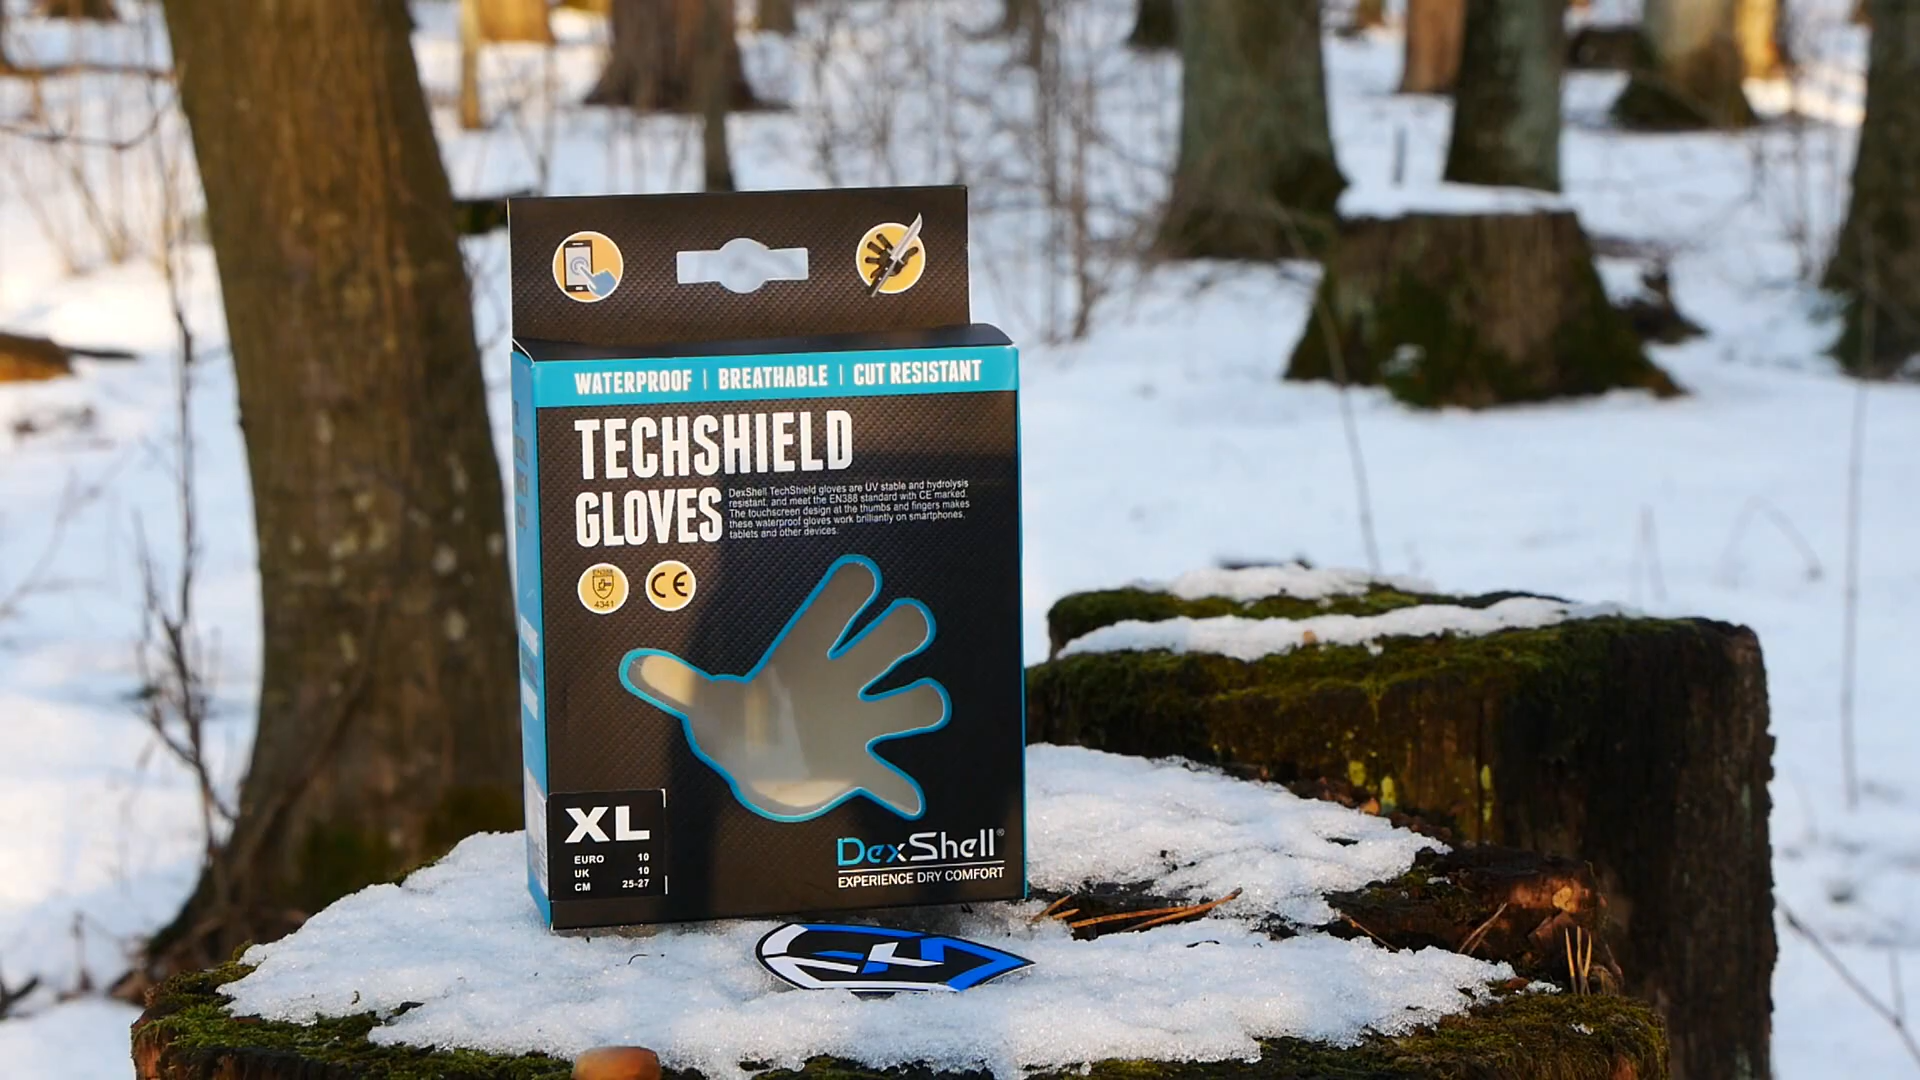 WATERPROOF | BREATHABLE | CUT RESISTANT
TECHSHIELD
GLOVES
DexShell TechShield gloves are UV stable and hydrolysis
resistant, and meet the EN388 standard with CE marked.
The touchscreen design at the thumbs and fingers makes
these waterproof gloves work brilliantly on smartphones,
tablets and other devices.
EN388
4341
CE
XL
EURO 10
UK 10
CM 25-27
DexShell®
EXPERIENCE DRY COMFORT